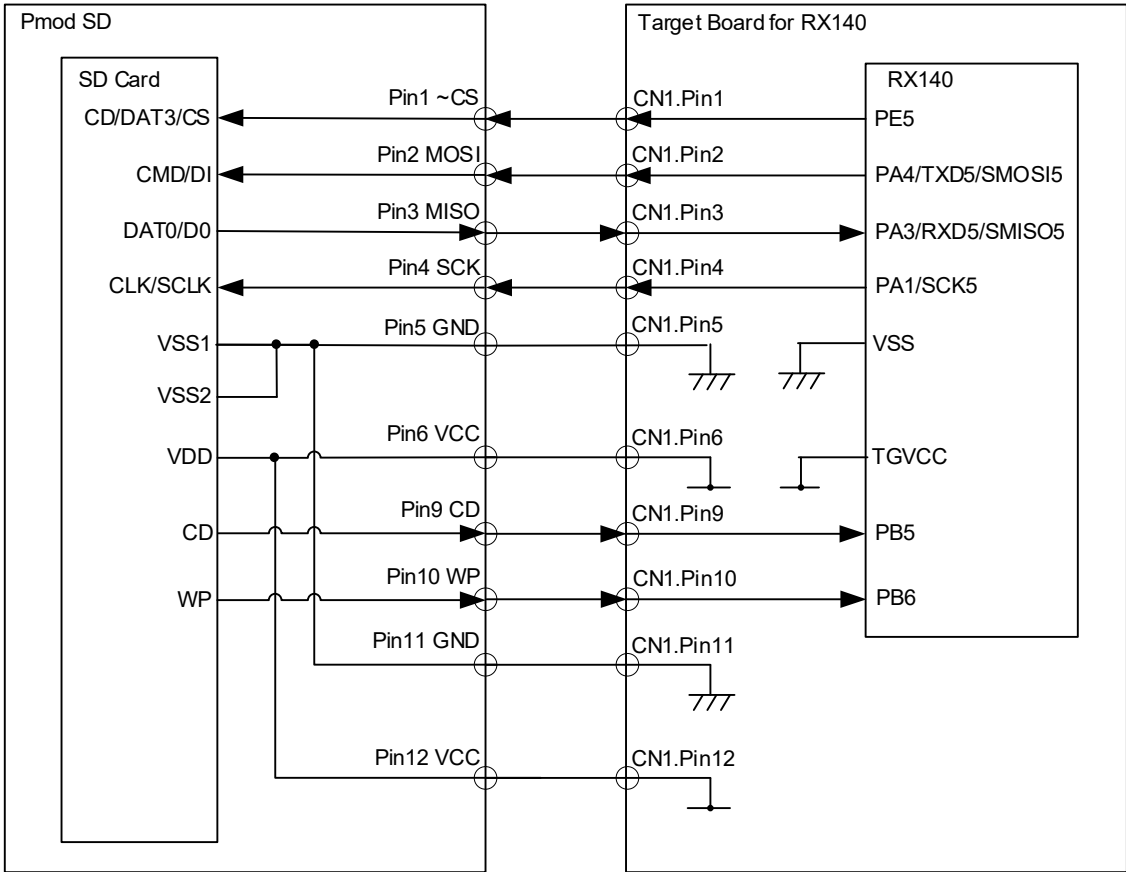 Pmod SD
Target Board for RX140
SD Card
RX140
CD/DAT3/CS
Pin1 ~CS
CN1.Pin1
PE5
CMD/DI
Pin2 MOSI
CN1.Pin2
PA4/TXD5/SMOSI5
DAT0/D0
Pin3 MISO
CN1.Pin3
PA3/RXD5/SMISO5
CLK/SCLK
Pin4 SCK
CN1.Pin4
PA1/SCK5
VSS1
Pin5 GND
CN1.Pin5
VSS
VSS2
VDD
Pin6 VCC
CN1.Pin6
TGVCC
CD
Pin9 CD
CN1.Pin9
PB5
WP
Pin10 WP
CN1.Pin10
PB6
Pin11 GND
CN1.Pin11
Pin12 VCC
CN1.Pin12